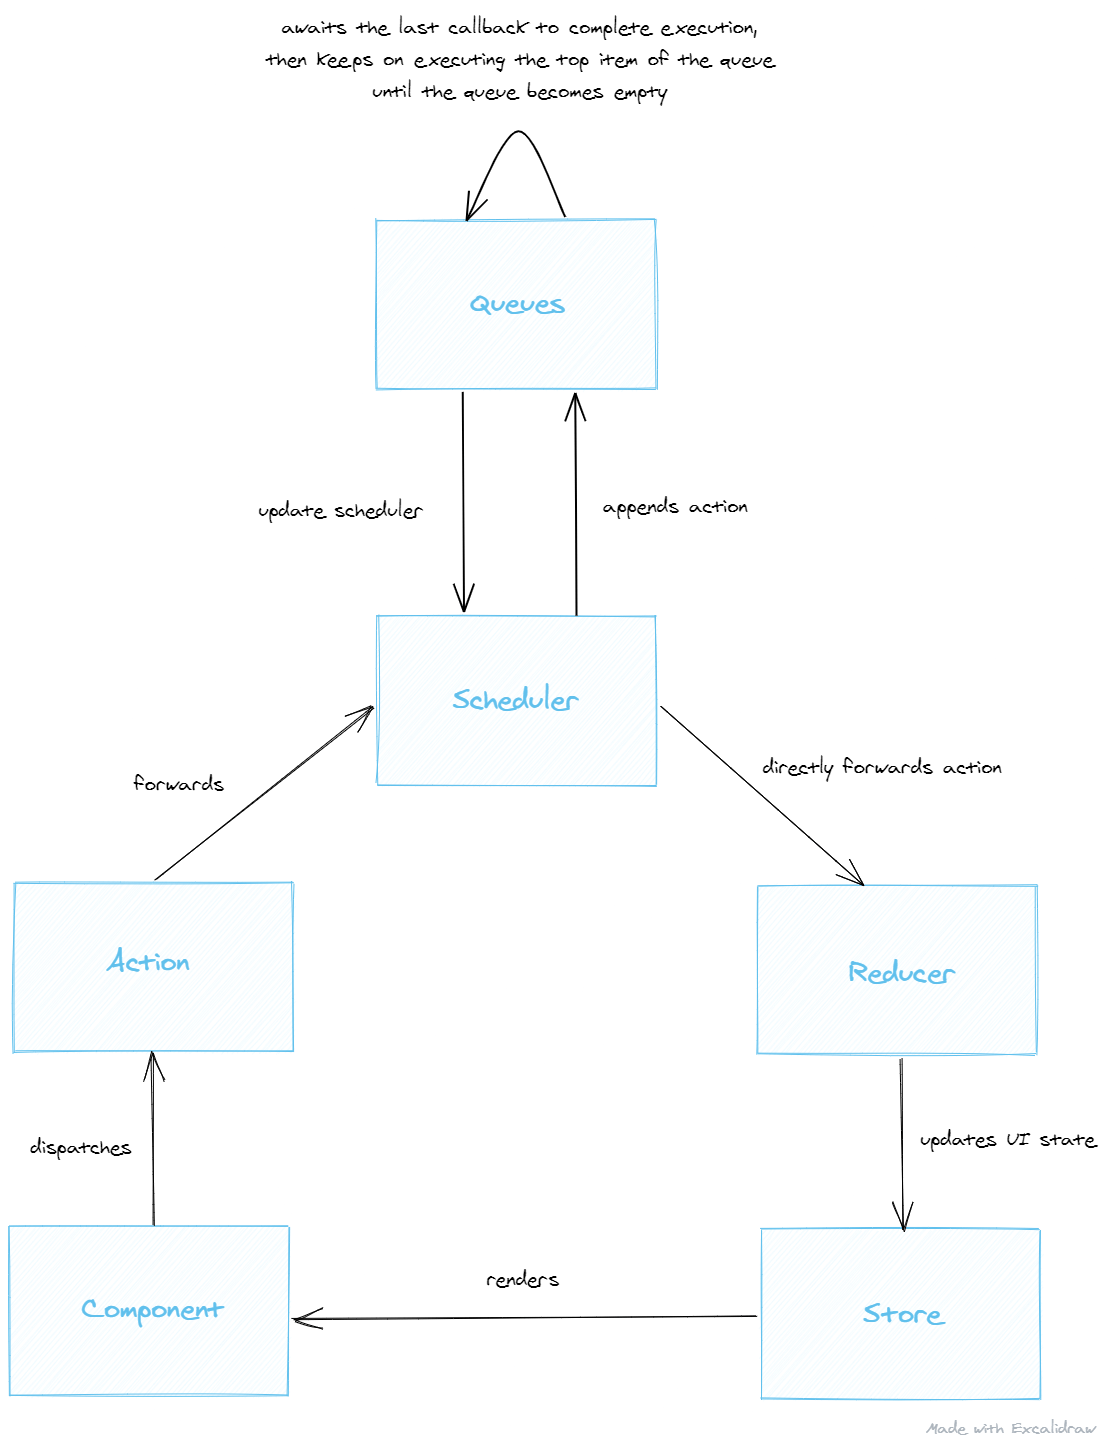 awaits the last callback to complete execution,
then keeps on executing the top item of the queue
until the queue becomes empty
Queues
update scheduler
appends action
Scheduler
forwards
directly forwards action
Action
Reducer
dispatches
updates UI state
renders
Component
Store
Made with Excalidraw